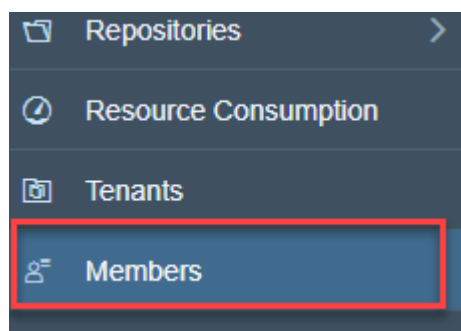 Repositories
Resource Consumption
Tenants
Members